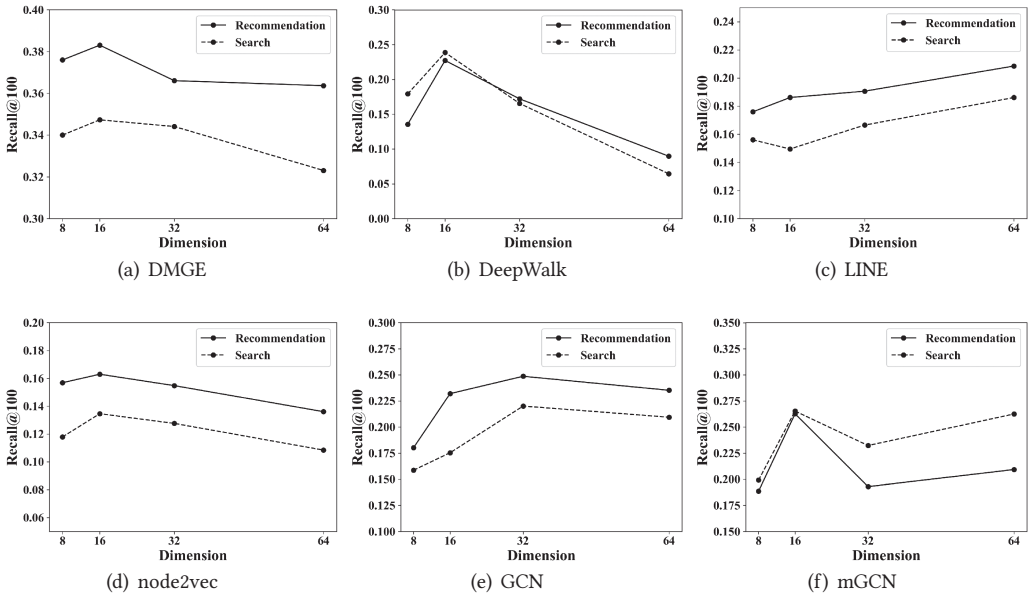 0.40
0.38
0.36
0.34
0.32
0.30
Recall@100
Recommendation
Search
8
16
32
64
Dimension
(a) DMGE
0.30
0.25
0.20
0.15
0.10
0.05
0.00
Recall@100
Recommendation
Search
8
16
32
64
Dimension
(b) DeepWalk
0.24
0.22
0.20
0.18
0.16
0.14
0.12
0.10
Recall@100
Recommendation
Search
8
16
32
64
Dimension
(c) LINE
0.20
0.18
0.16
0.14
0.12
0.10
0.08
0.06
Recall@100
Recommendation
Search
8
16
32
64
Dimension
(d) node2vec
0.300
0.275
0.250
0.225
0.200
0.175
0.150
0.125
0.100
Recall@100
Recommendation
Search
8
16
32
64
Dimension
(e) GCN
0.350
0.325
0.300
0.275
0.250
0.225
0.200
0.175
0.150
Recall@100
Recommendation
Search
8
16
32
64
Dimension
(f) mGCN